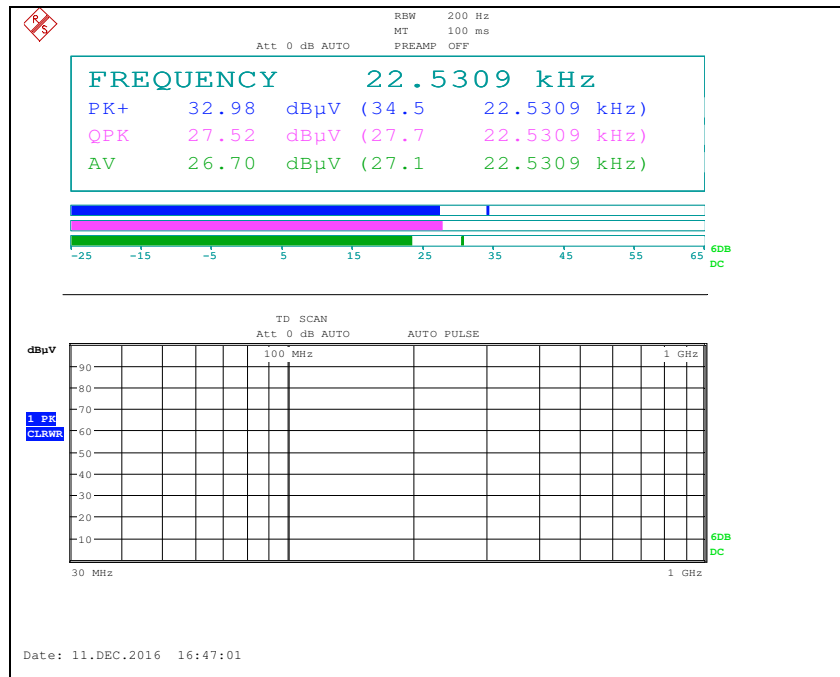 R S
RBW 200 Hz
MT 100 ms
Att 0 dB AUTO PREAMP OFF
FREQUENCY 22.5309 kHz
PK+ 32.98 dBµV (34.5 22.5309 kHz)
QPK 27.52 dBµV (27.7 22.5309 kHz)
AV 26.70 dBµV (27.1 22.5309 kHz)
-25 -15 -5 5 15 25 35 45 55 65
6DB
DC
TD SCAN
Att 0 dB AUTO AUTO PULSE
dBµV
100 MHz 1 GHz
90
80
70
1 PK
CLRWR
60
50
40
30
20
10
6DB
DC
30 MHz 1 GHz
Date: 11.DEC.2016 16:47:01